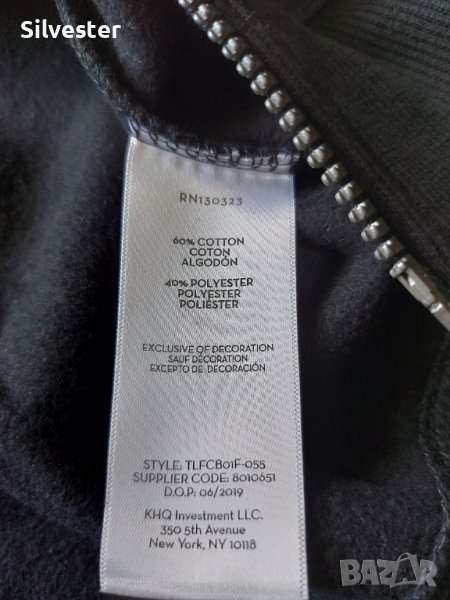 Silvester
RN130323
60% COTTON
COTON
ALGODÓN
40% POLYESTER
POLYESTER
POLIÉSTER
EXCLUSIVE OF DECORATION
SAUF DÉCORATION
EXCEPTO DE DECORACIÓN
STYLE: TLFCB01F-055
SUPPLIER CODE: 8010651
D.O.P: 06/2019
KHQ Investment LLC.
350 5th Avenue
New York, NY 10118
BAZAR